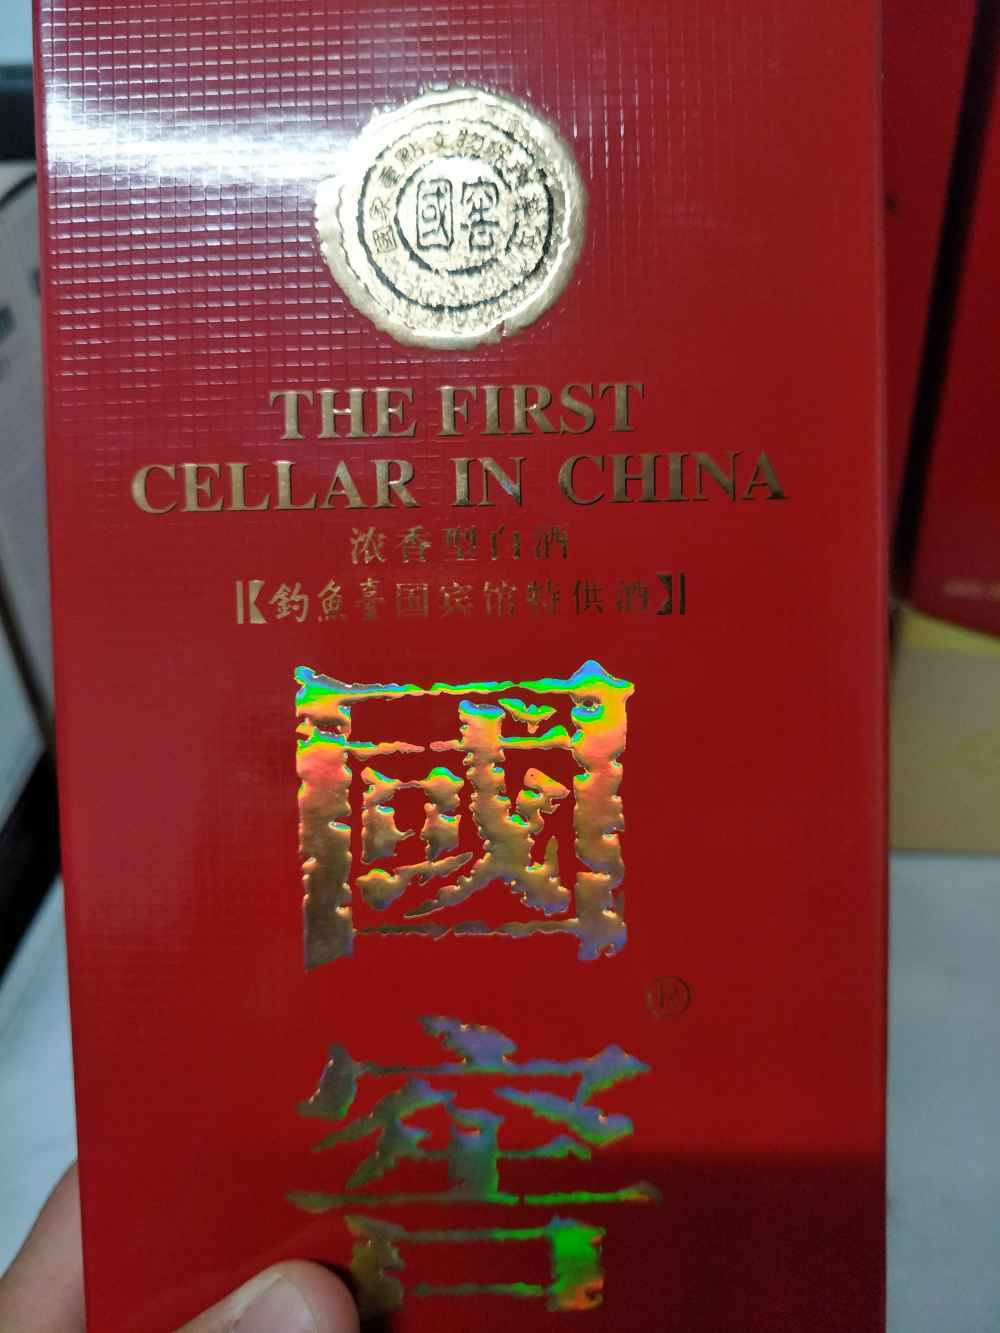 國窖
THE FIRST
CELLAR IN CHINA
浓香型白酒
【釣魚臺国宾馆特供酒】
國
®
窖